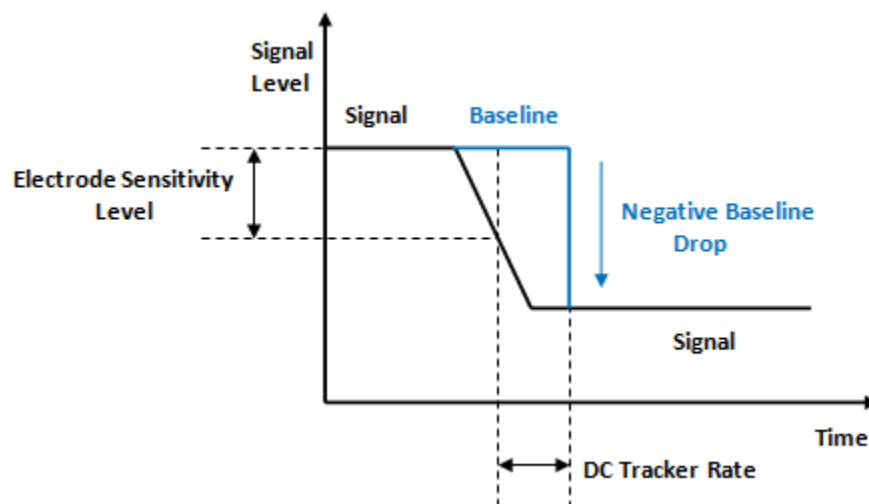 Signal
Level
Signal
Baseline
Electrode Sensitivity
Level
Negative Baseline
Drop
Signal
Time
DC Tracker Rate